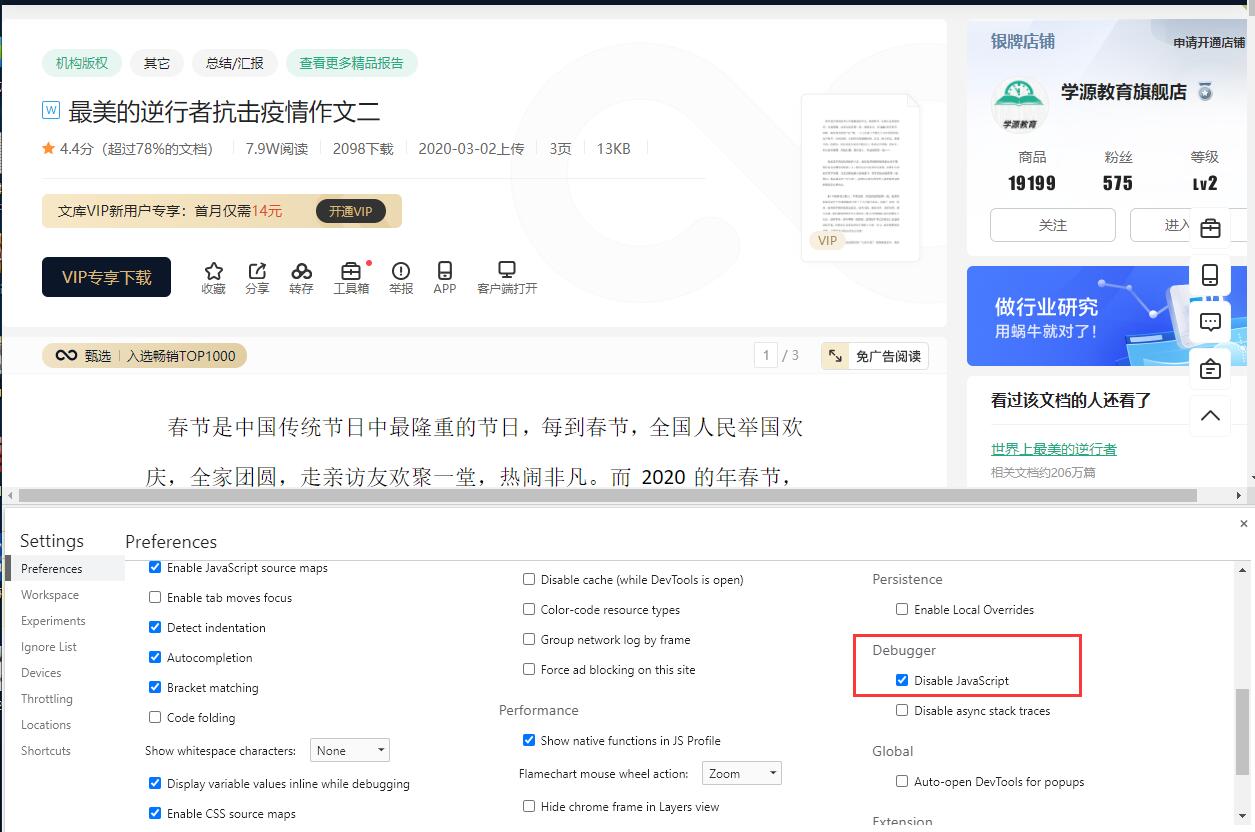 机构版权 其它 总结/汇报 查看更多精品报告
W 最美的逆行者抗击疫情作文二
4.4分（超过78%的文档） 7.9W阅读 2098下载 2020-03-02上传 3页 13KB
文库VIP新用户专享：首月仅需14元 开通VIP
VIP专享下载
收藏 分享 转存 工具箱 举报 APP 客户端打开
VIP
甄选 入选畅销TOP1000
1 / 3 免广告阅读
春节是中国传统节日中最隆重的节日，每到春节，全国人民举国欢
庆，全家团圆，走亲访友欢聚一堂，热闹非凡。而 2020 的年春节，
银牌店铺 申请开通店铺
学源教育
学源教育旗舰店
商品 粉丝 等级
19199 575 Lv2
关注 进入
做行业研究
用蜗牛就对了！
看过该文档的人还看了
世界上最美的逆行者
相关文档约206万篇
Settings
Preferences
Workspace
Experiments
Ignore List
Devices
Throttling
Locations
Shortcuts
Preferences
Enable JavaScript source maps
Enable tab moves focus
Detect indentation
Autocompletion
Bracket matching
Code folding
Show whitespace characters: None
Display variable values inline while debugging
Enable CSS source maps
Disable cache (while DevTools is open)
Color-code resource types
Group network log by frame
Force ad blocking on this site
Performance
Show native functions in JS Profile
Flamechart mouse wheel action: Zoom
Hide chrome frame in Layers view
Persistence
Enable Local Overrides
Debugger
Disable JavaScript
Disable async stack traces
Global
Auto-open DevTools for popups
Extension